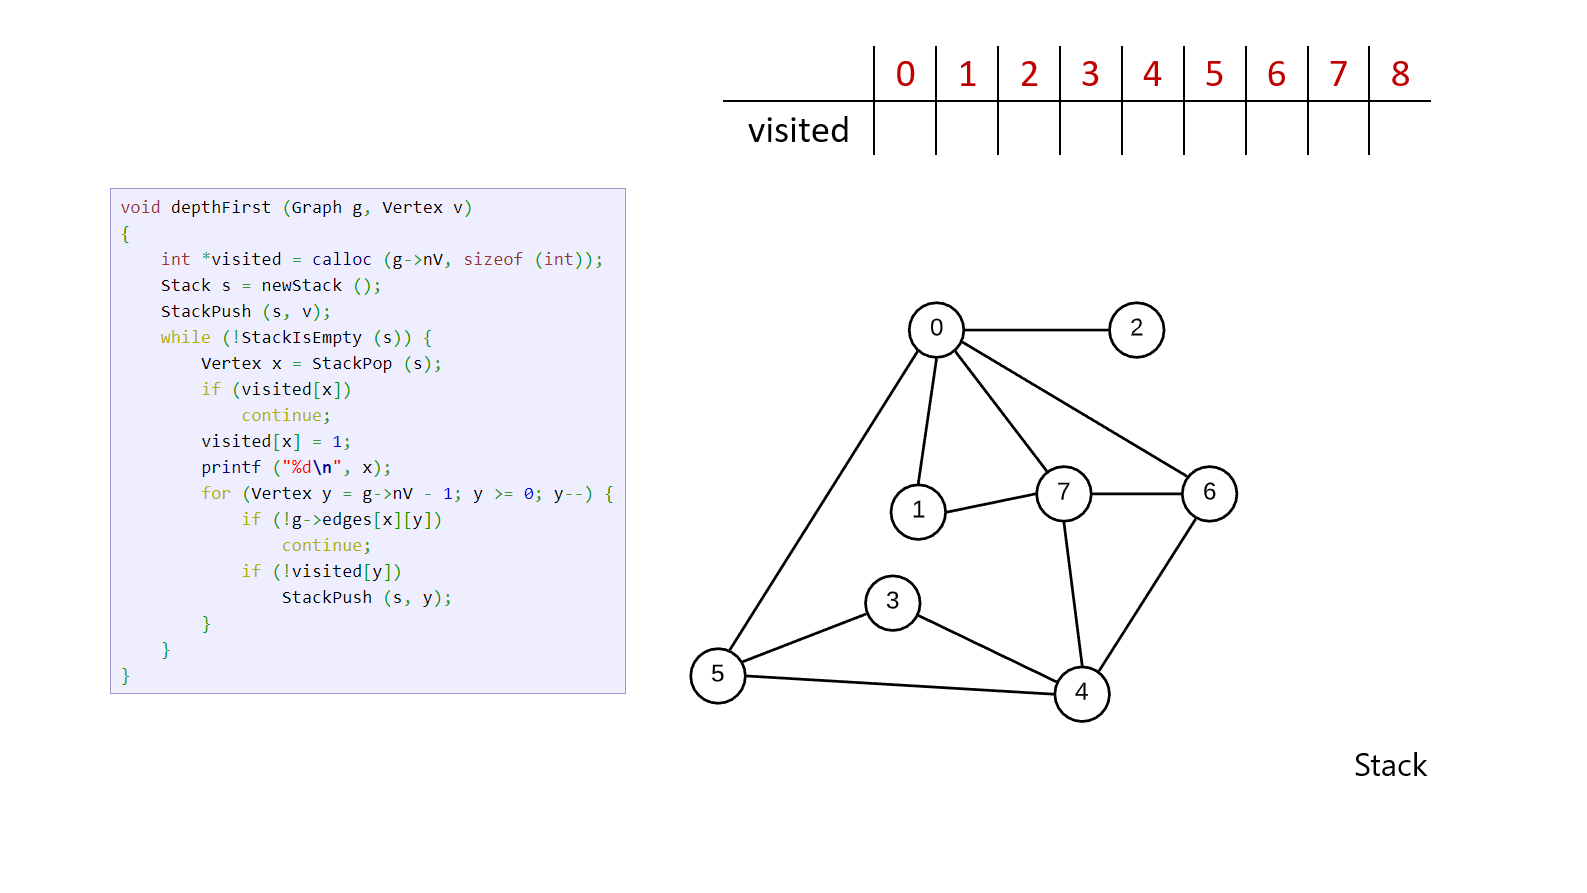 0 1 2 3 4 5 6 7 8
visited
void depthFirst (Graph g, Vertex v)
{
    int *visited = calloc (g->nV, sizeof (int));
    Stack s = newStack ();
    StackPush (s, v);
    while (!StackIsEmpty (s)) {
        Vertex x = StackPop (s);
        if (visited[x])
            continue;
        visited[x] = 1;
        printf ("%d\n", x);
        for (Vertex y = g->nV - 1; y >= 0; y--) {
            if (!g->edges[x][y])
                continue;
            if (!visited[y])
                StackPush (s, y);
        }
    }
}
0
2
7
6
1
3
5
4
Stack